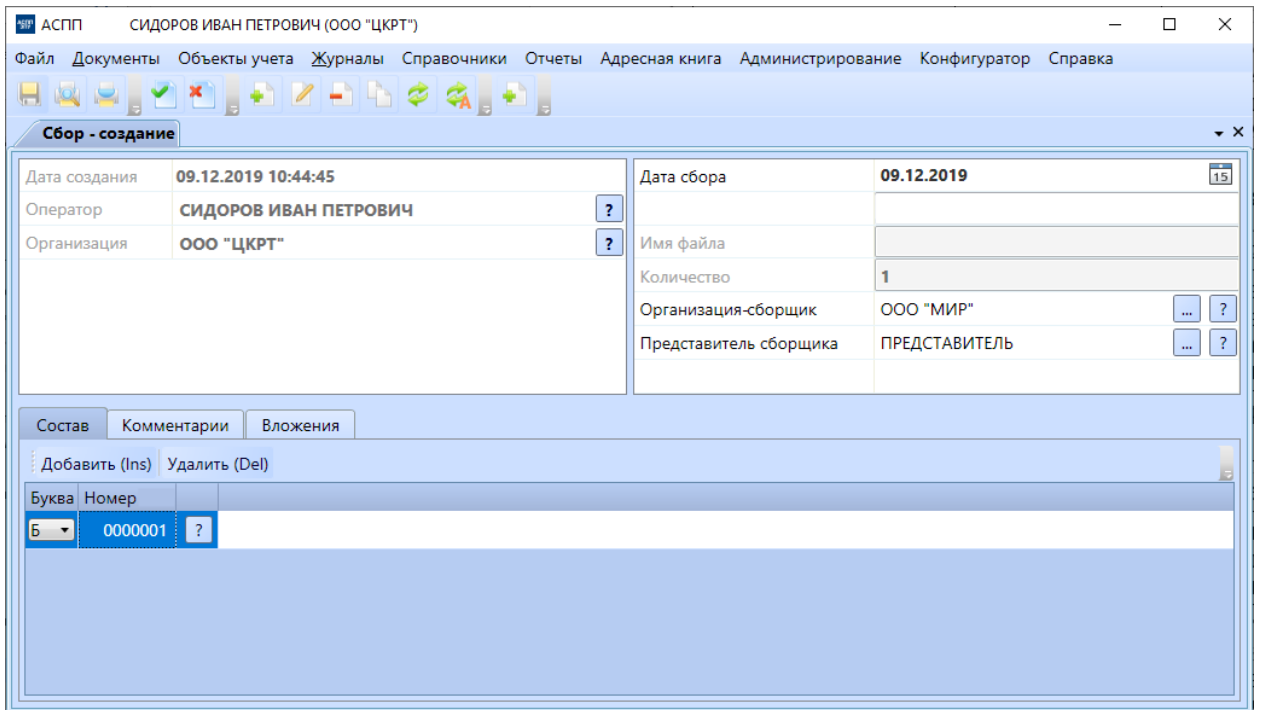 АСПП СИДОРОВ ИВАН ПЕТРОВИЧ (ООО "ЦКРТ")
Файл Документы Объекты учета Журналы Справочники Отчеты Адресная книга Администрирование Конфигуратор Справка
Сбор - создание
Дата создания 09.12.2019 10:44:45
Оператор СИДОРОВ ИВАН ПЕТРОВИЧ ?
Организация ООО "ЦКРТ" ?
Дата сбора 09.12.2019 15
Имя файла
Количество 1
Организация-сборщик ООО "МИР" ... ?
Представитель сборщика ПРЕДСТАВИТЕЛЬ ... ?
Состав Комментарии Вложения
Добавить (Ins) Удалить (Del)
Буква Номер
Б 0000001 ?